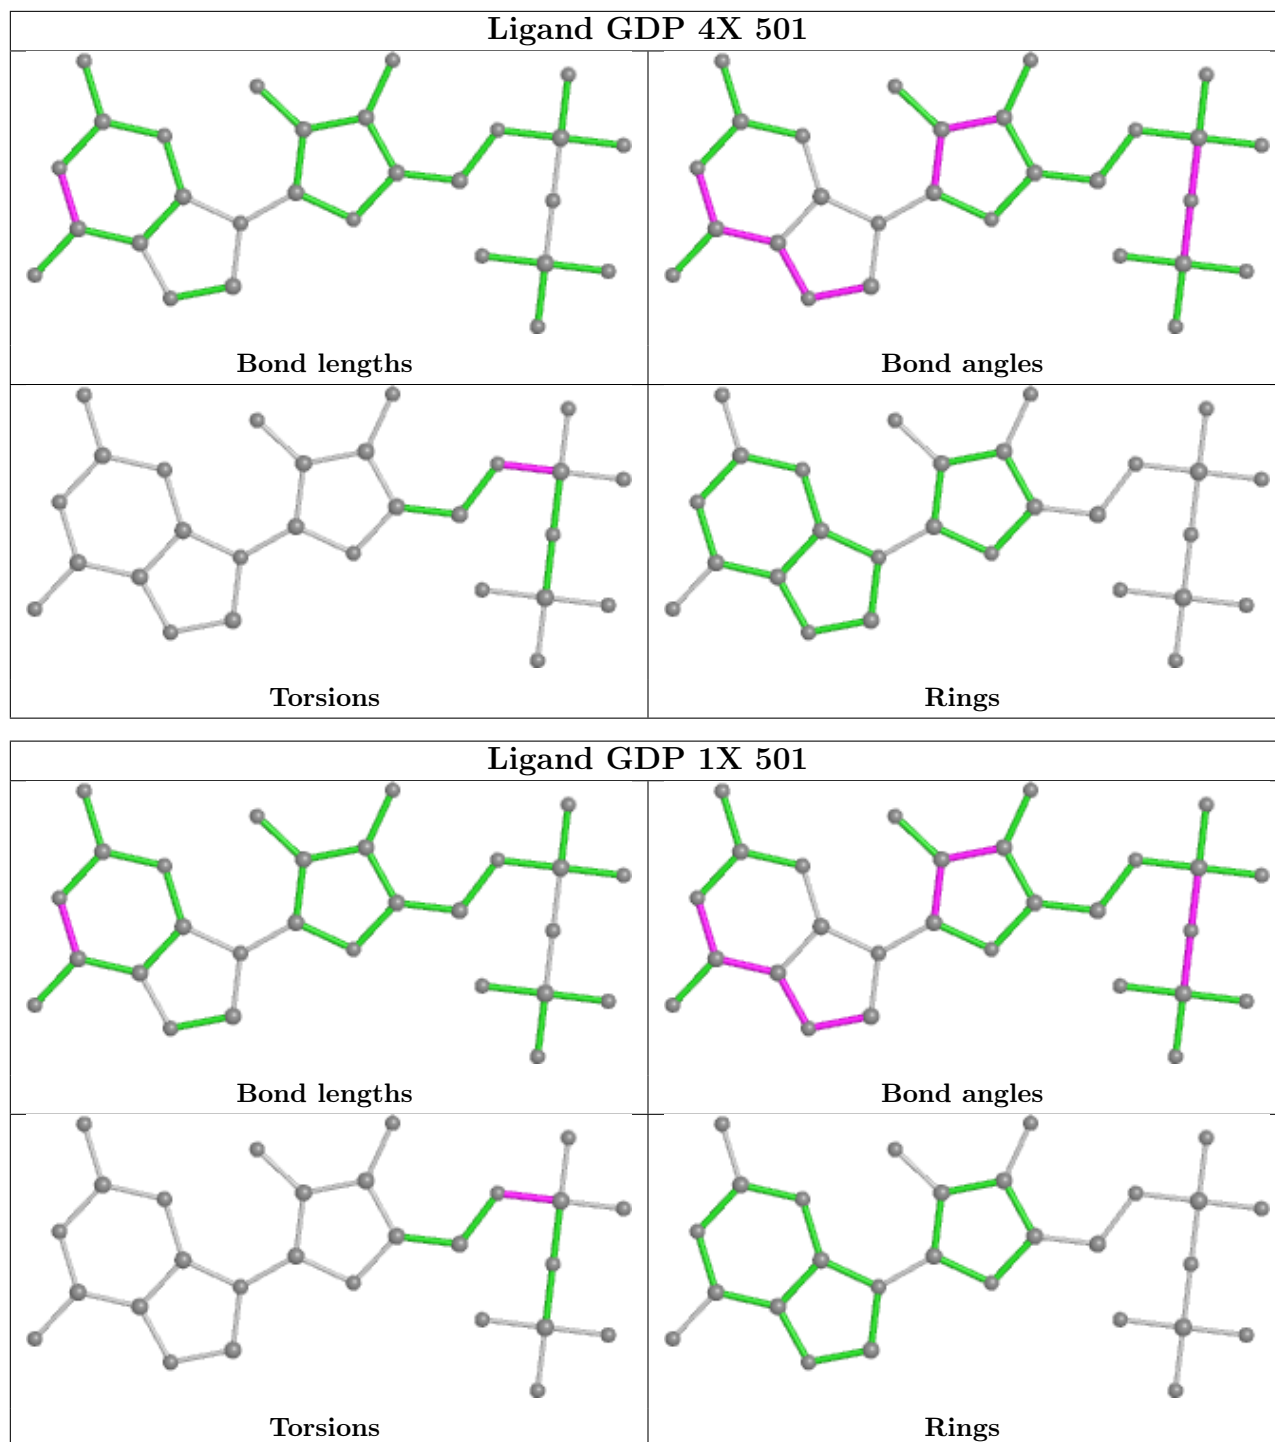 Ligand GDP 4X 501
Bond lengths
Bond angles
Torsions
Rings
Ligand GDP 1X 501
Bond lengths
Bond angles
Torsions
Rings